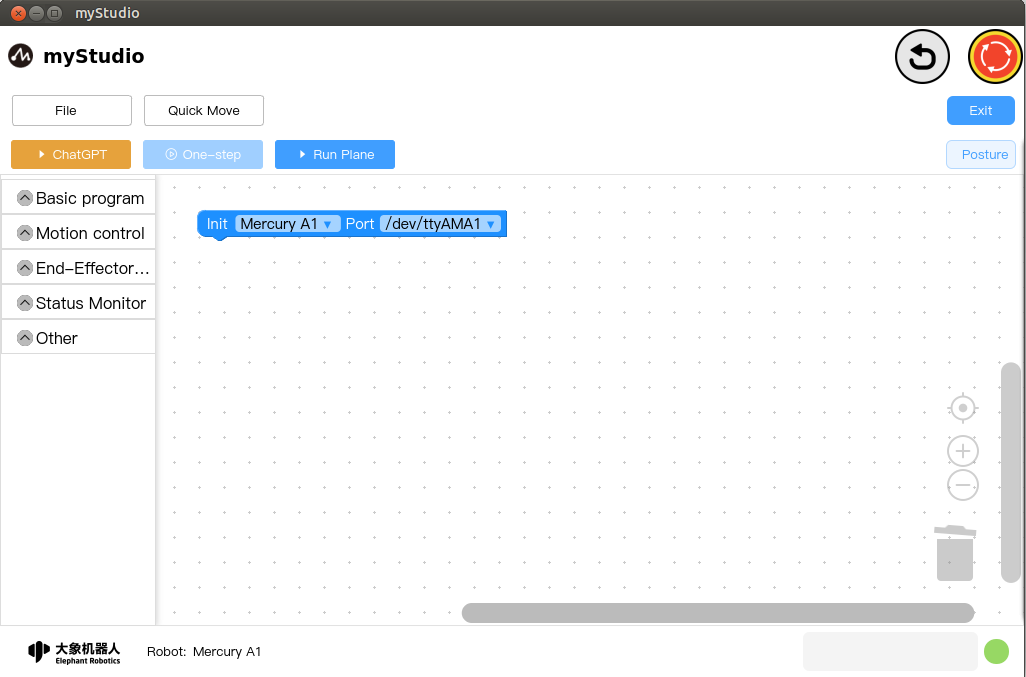 myStudio
myStudio
File
Quick Move
Exit
ChatGPT
One-step
Run Plane
Posture
Basic program
Motion control
End-Effector...
Status Monitor
Other
Init Mercury A1 Port /dev/ttyAMA1
大象机器人
Elephant Robotics
Robot: Mercury A1